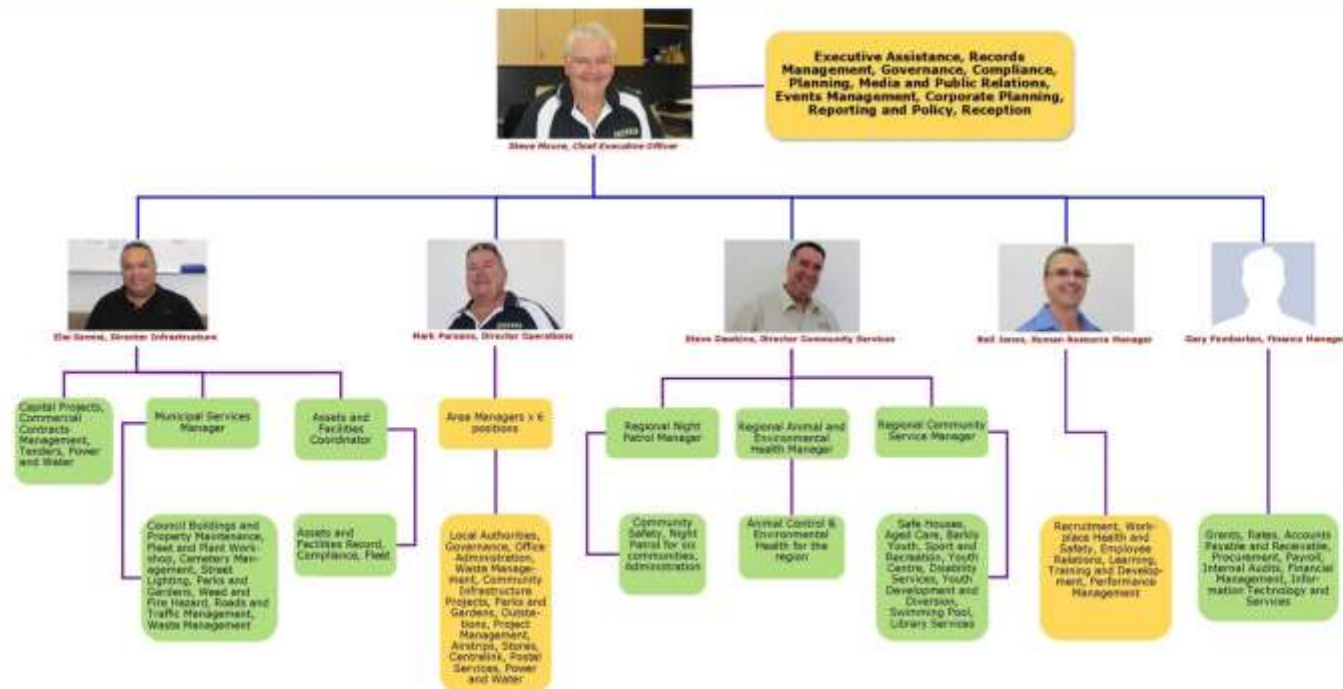 Executive Assistance, Records
Management, Governance, Compliance,
Planning, Media and Public Relations,
Events Management, Corporate Planning,
Reporting and Policy, Reception
Steve Moore, Chief Executive Officer
Director Infrastructure
Mark Parsons, Director Operations
Steve Dawkins, Director Community Services
Neil Jones, Human Resource Manager
Gary Pemberton, Finance Manager
Capital Projects,
Commercial
Contracts
Management,
Tenders, Power
and Water
Municipal Services
Manager
Assets and
Facilities
Coordinator
Area Managers x 6
positions
Regional Night
Patrol Manager
Regional Animal and
Environmental
Health Manager
Regional Community
Service Manager
Council Buildings and
Property Maintenance,
Fleet and Plant Work-
shop, Cemetery Man-
agement, Street
Lighting, Parks and
Gardens, Weed and
Fire Hazard, Roads and
Traffic Management,
Waste Management
Assets and
Facilities Record,
Compliance, Fleet
Local Authorities,
Governance, Office
Administration,
Waste Manage-
ment, Community
Infrastructure
Projects, Parks and
Gardens, Outsta-
tions, Project
Management,
Airstrips, Stores,
Centrelink, Postal
Services, Power and
Water
Community
Safety, Night
Patrol for six
communities,
Administration
Animal Control &
Environmental
Health for the
region
Safe Houses,
Aged Care, Barkly
Youth, Sport and
Recreation, Youth
Centre, Disability
Services, Youth
Development and
Diversion,
Swimming Pool,
Library Services
Recruitment, Work-
place Health and
Safety, Employee
Relations, Learning,
Training and Develop-
ment, Performance
Management
Grants, Rates, Accounts
Payable and Receivable,
Procurement, Payroll,
Internal Audits, Financial
Management, Infor-
mation Technology and
Services